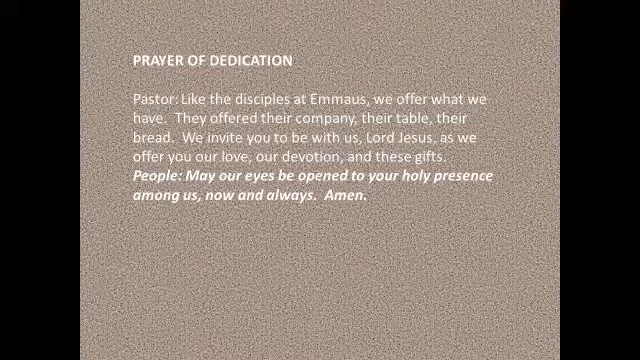 PRAYER OF DEDICATION
Pastor: Like the disciples at Emmaus, we offer what we
have.  They offered their company, their table, their
bread.  We invite you to be with us, Lord Jesus, as we
offer you our love, our devotion, and these gifts.
People: May our eyes be opened to your holy presence
among us, now and always.  Amen.